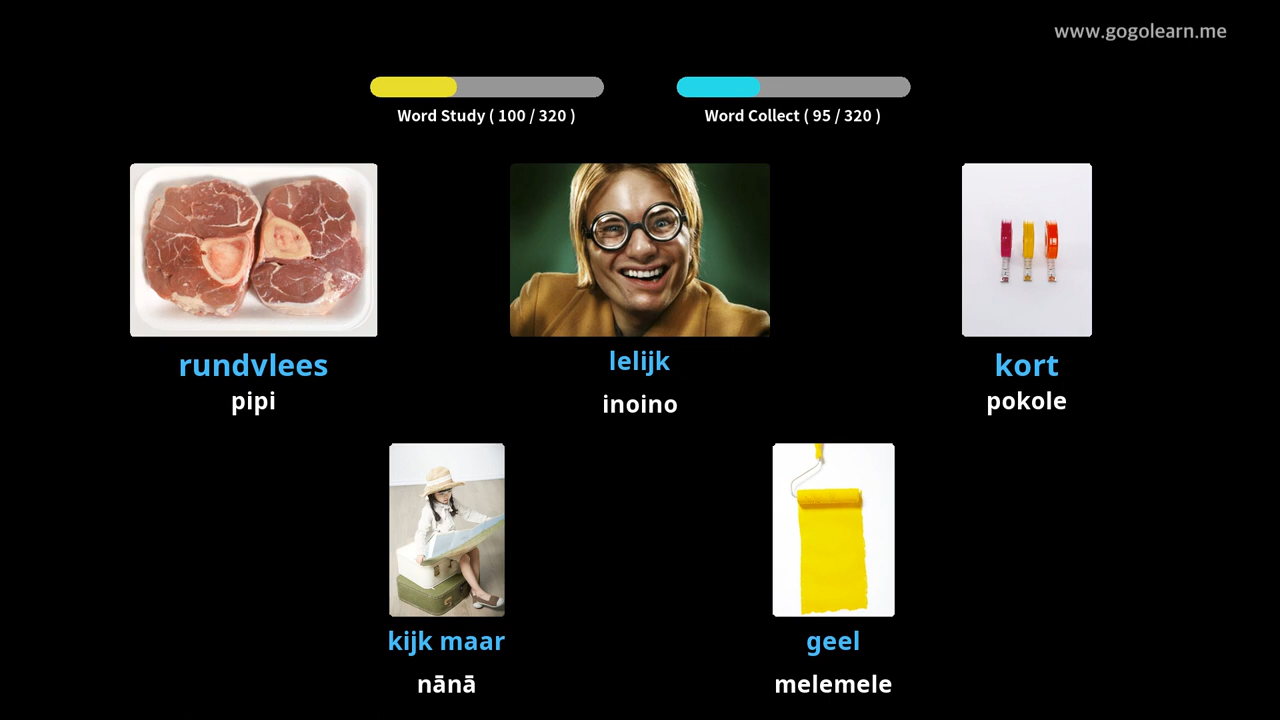 www.gogolearn.me
Word Study ( 100 / 320 )
Word Collect ( 95 / 320 )
rundvlees
pipi
lelijk
inoino
kort
pokole
kijk maar
nānā
geel
melemele